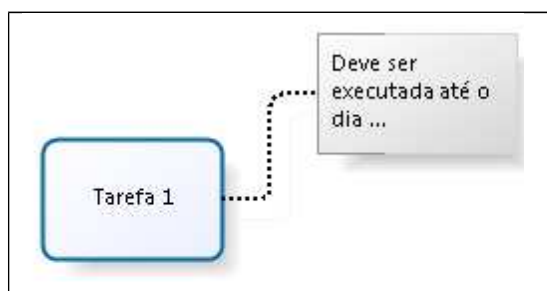 Deve ser
executada até o
dia ...
Tarefa 1